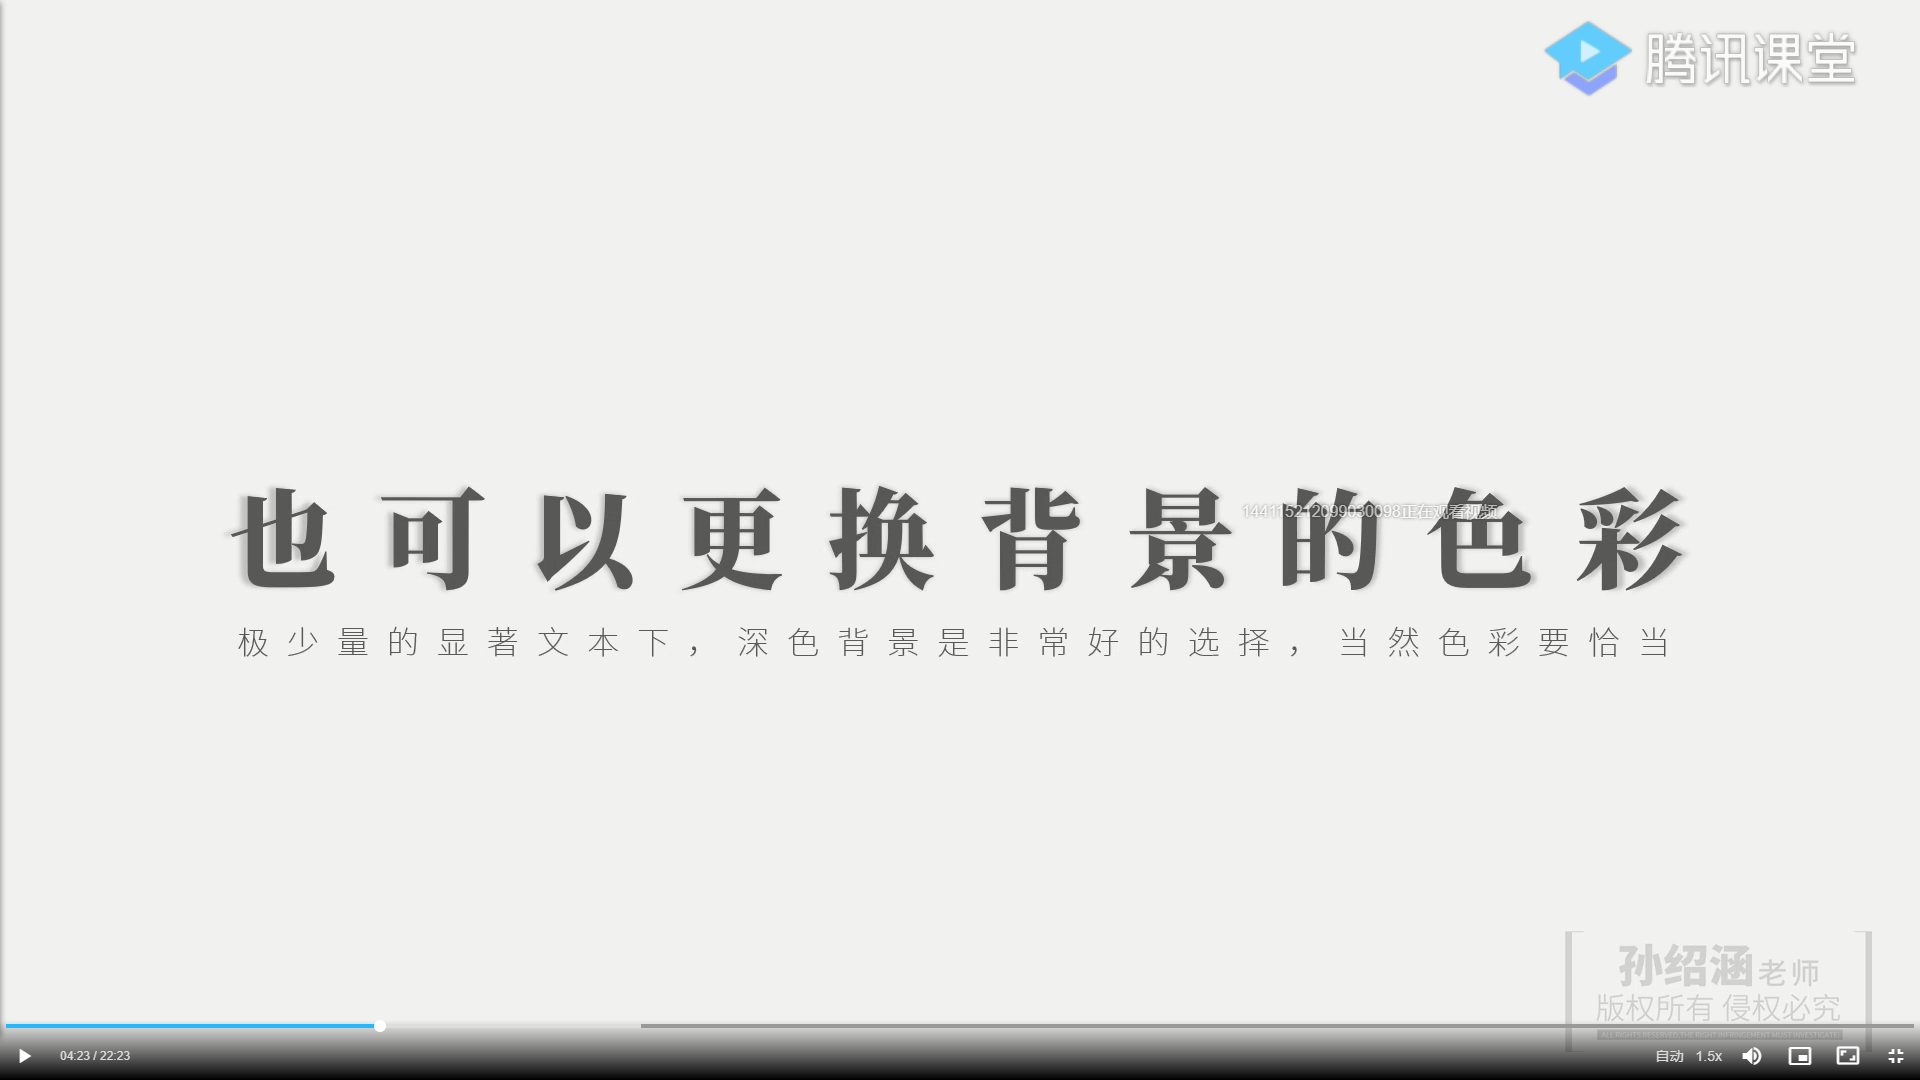 腾讯课堂
也可以更换背景的色彩
144115212099030098正在观看视频
极少量的显著文本下，深色背景是非常好的选择，当然色彩要恰当
孙绍涵老师
版权所有 侵权必究
04:23 / 22:23
自动 1.5x